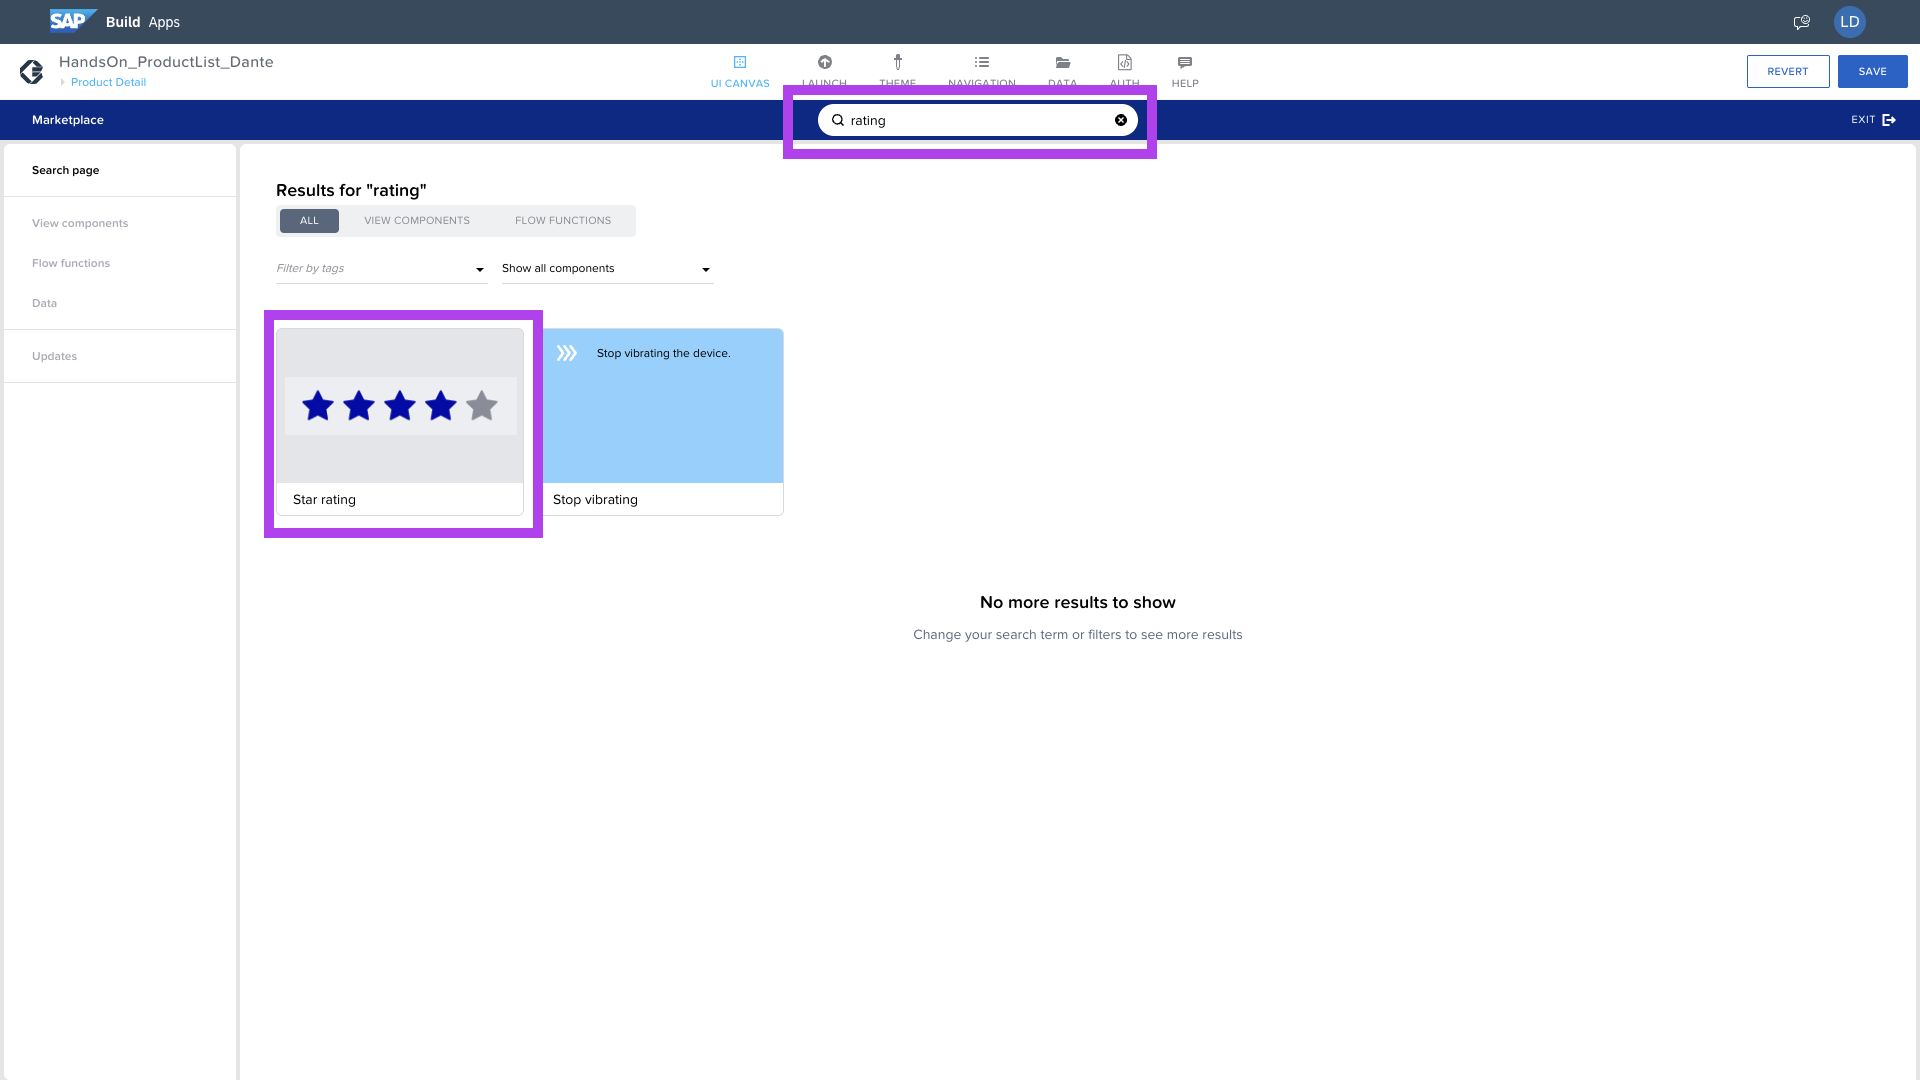 SAP Build Apps
LD
HandsOn_ProductList_Dante
Product Detail
UI CANVAS
LAUNCH
THEME
NAVIGATION
DATA
AUTH
HELP
REVERT
SAVE
Marketplace
rating
EXIT
Search page
View components
Flow functions
Data
Updates
Results for "rating"
ALL
VIEW COMPONENTS
FLOW FUNCTIONS
Filter by tags
Show all components
Stop vibrating the device.
Star rating
Stop vibrating
No more results to show
Change your search term or filters to see more results